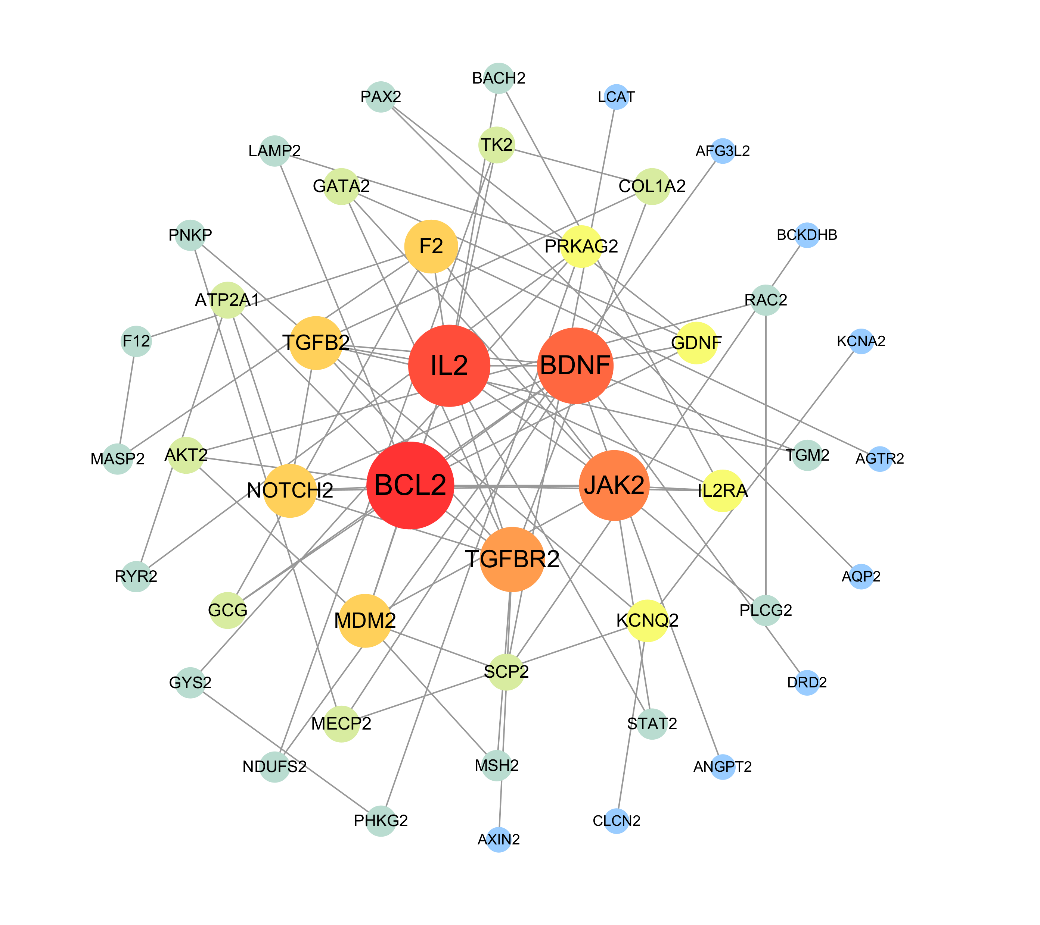 BACH2
PAX2
LCAT
LAMP2
TK2
AFG3L2
GATA2
COL1A2
PNKP
F2
PRKAG2
BCKDHB
ATP2A1
RAC2
F12
TGFB2
GDNF
KCNA2
IL2
BDNF
MASP2
AKT2
TGM2
AGTR2
NOTCH2
BCL2
JAK2
IL2RA
TGFBR2
RYR2
AQP2
GCG
MDM2
KCNQ2
PLCG2
SCP2
GYS2
DRD2
MECP2
STAT2
NDUFS2
MSH2
ANGPT2
PHKG2
CLCN2
AXIN2